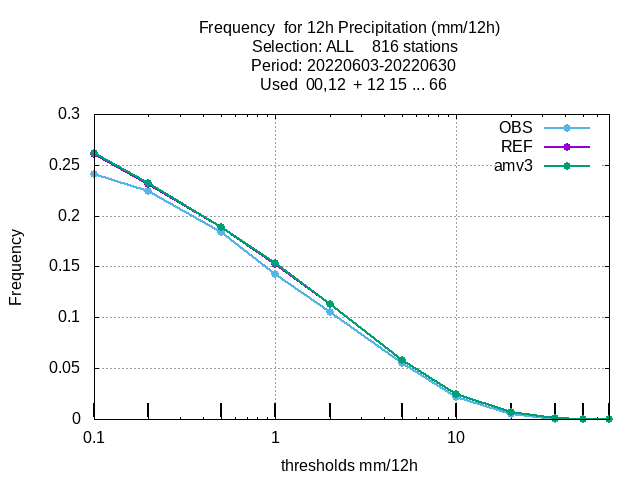 Frequency  for 12h Precipitation (mm/12h)
Selection: ALL    816 stations
Period: 20220603-20220630
Used  00,12  + 12 15 ... 66
0.3
OBS
REF
amv3
0.25
0.2
0.15
0.1
0.05
0
Frequency
0.1
1
10
thresholds mm/12h